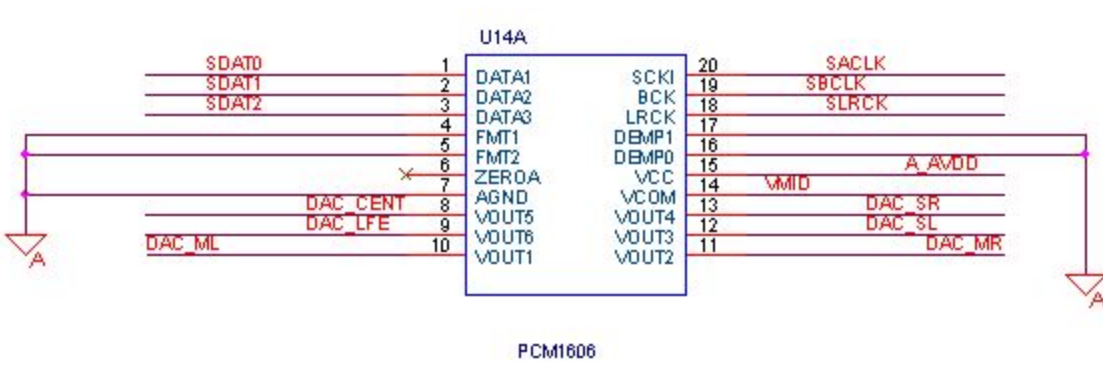 U14A
SDAT0 1 DATA1 SCKI 20 SACLK
SDAT1 2 DATA2 BCK 19 SBCLK
SDAT2 3 DATA3 LRCK 18 SLRCK
4 FMT1 DEMP1 17
5 FMT2 DEMP0 16
6 ZEROA VCC 15 A_AVDD
7 AGND VCOM 14 VMID
DAC_CENT 8 VOUT5 VOUT4 13 DAC_SR
DAC_LFE 9 VOUT6 VOUT3 12 DAC_SL
DAC_ML 10 VOUT1 VOUT2 11 DAC_MR
A
A
PCM1606